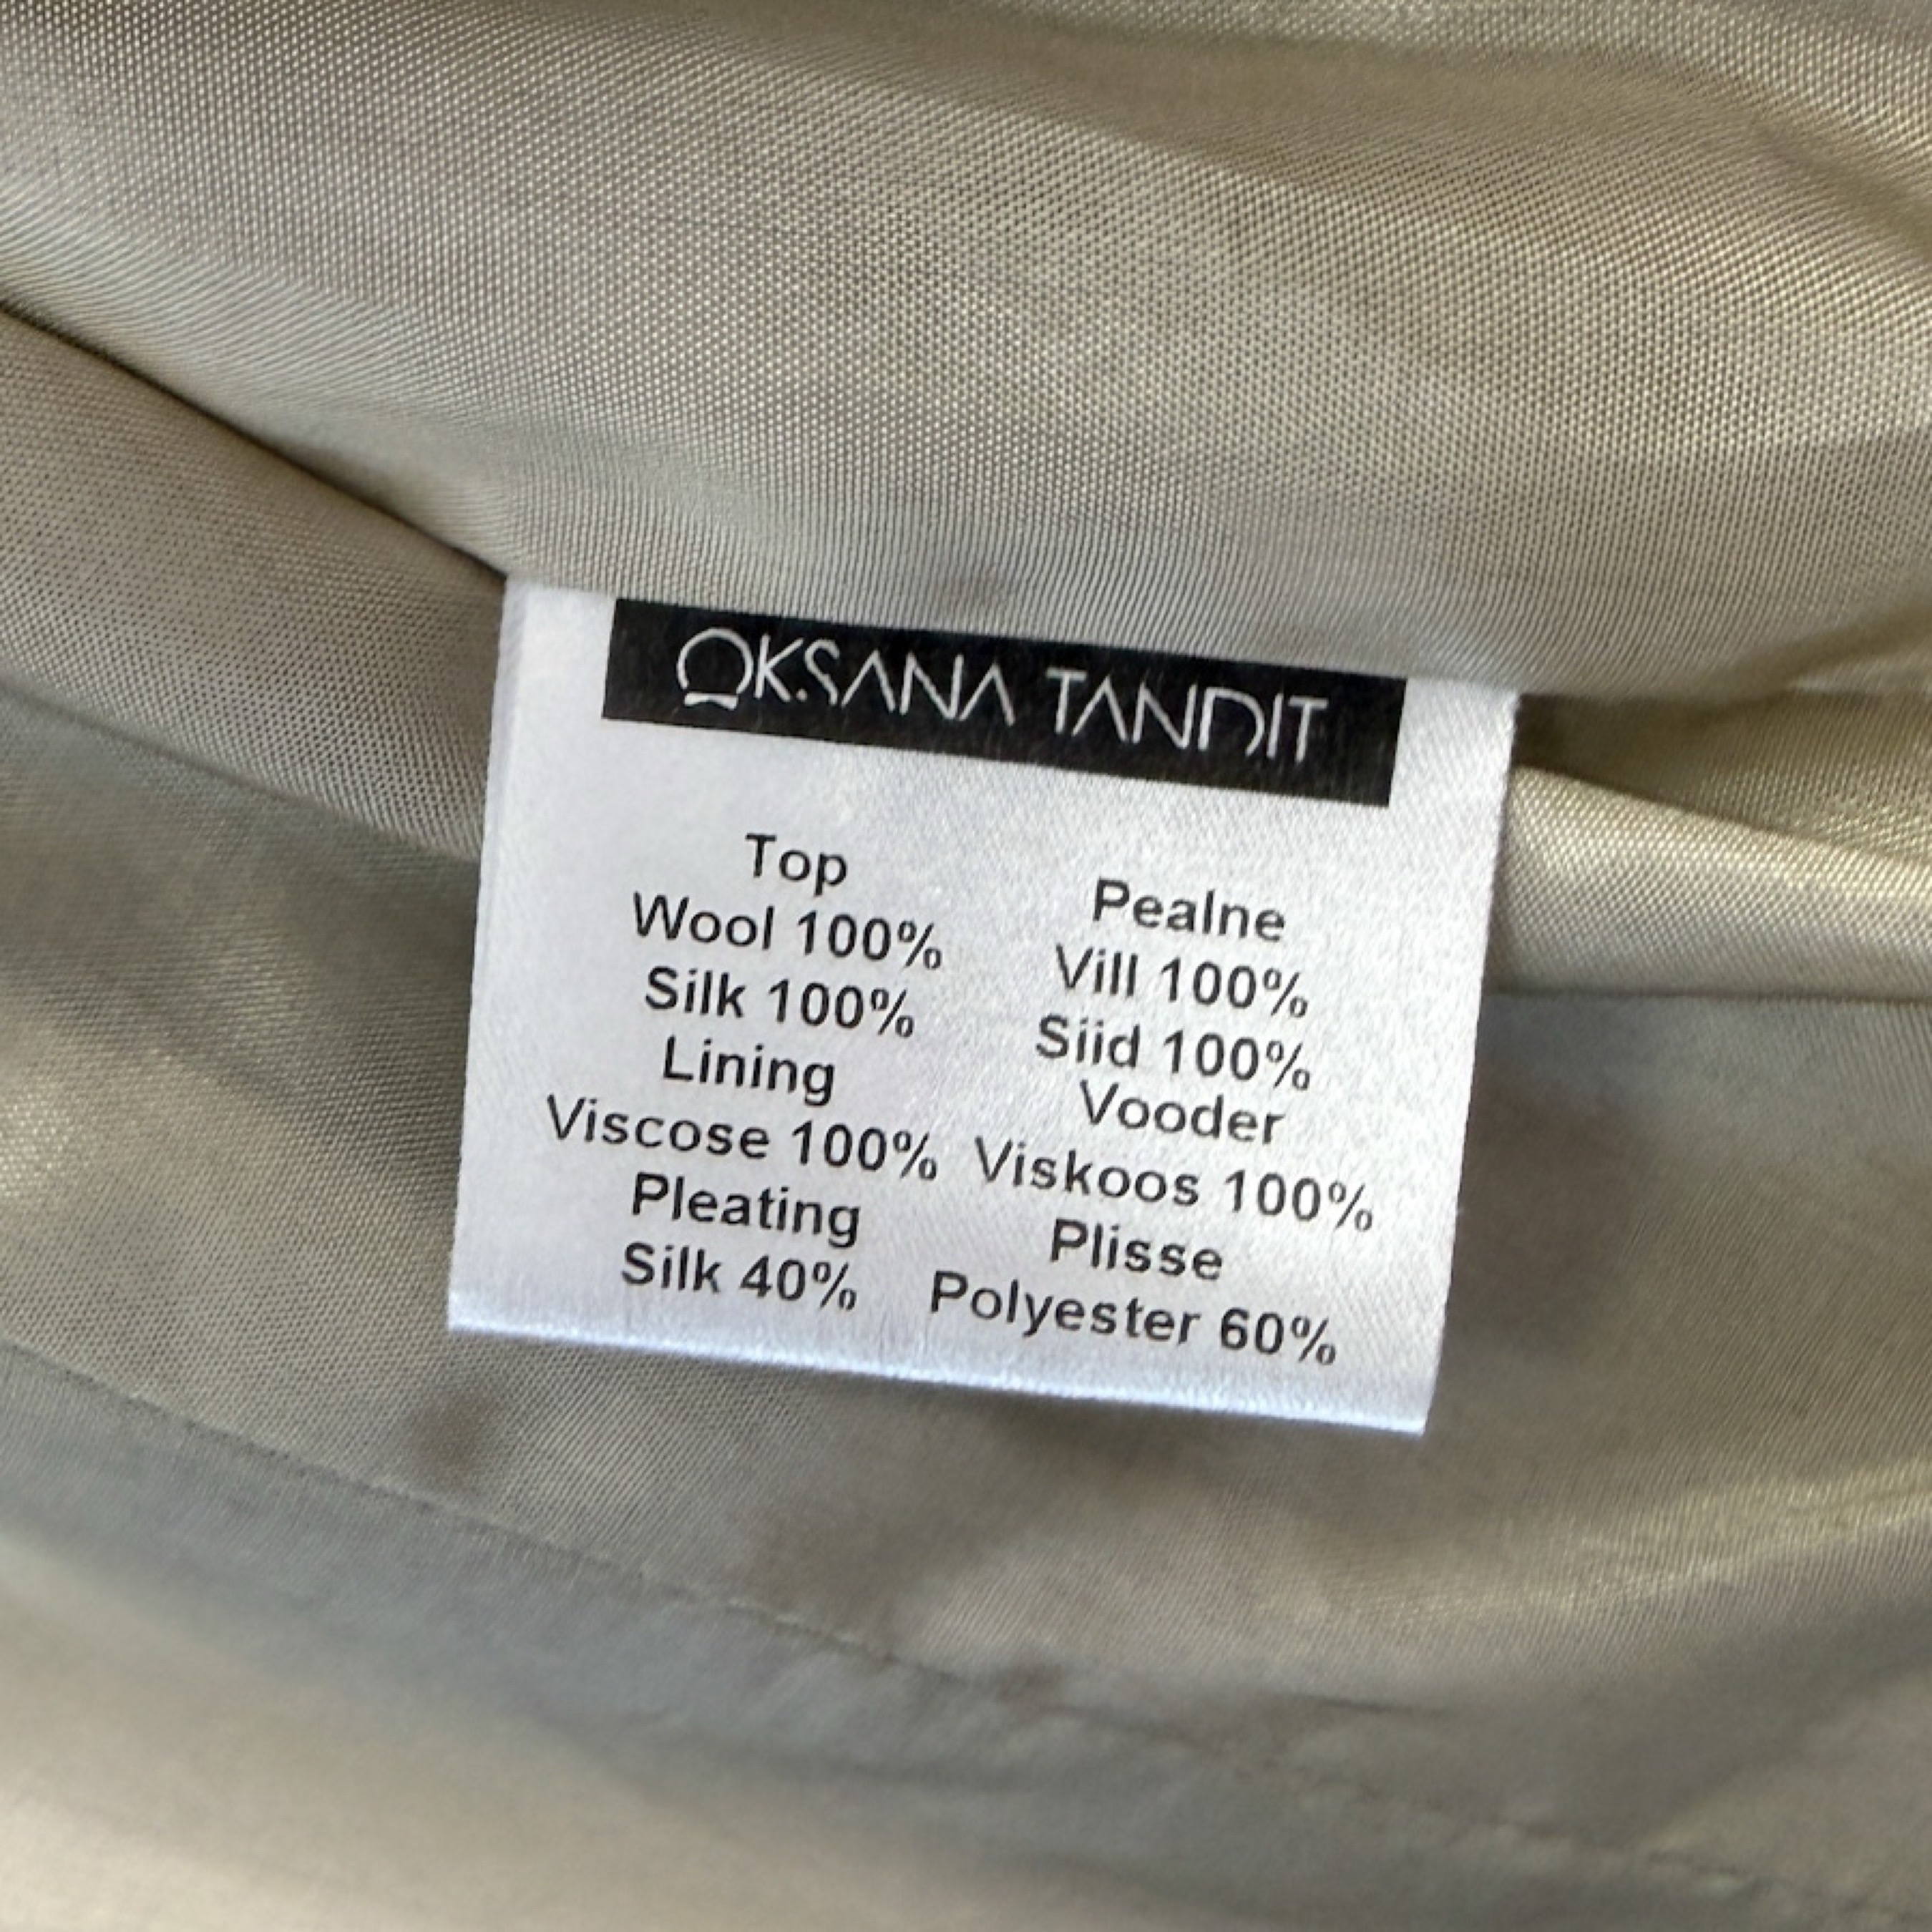 OKSANA TANDIT
Top
Wool 100%
Silk 100%
Lining
Viscose 100%
Pleating
Silk 40%
Pealne
Vill 100%
Siid 100%
Vooder
Viskoos 100%
Plisse
Polyester 60%